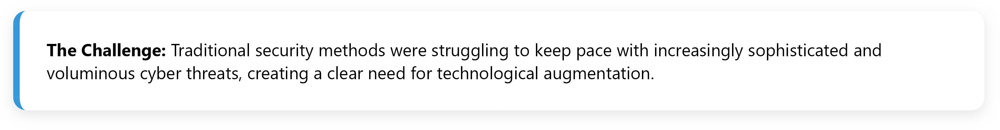 The Challenge: Traditional security methods were struggling to keep pace with increasingly sophisticated and
voluminous cyber threats, creating a clear need for technological augmentation.